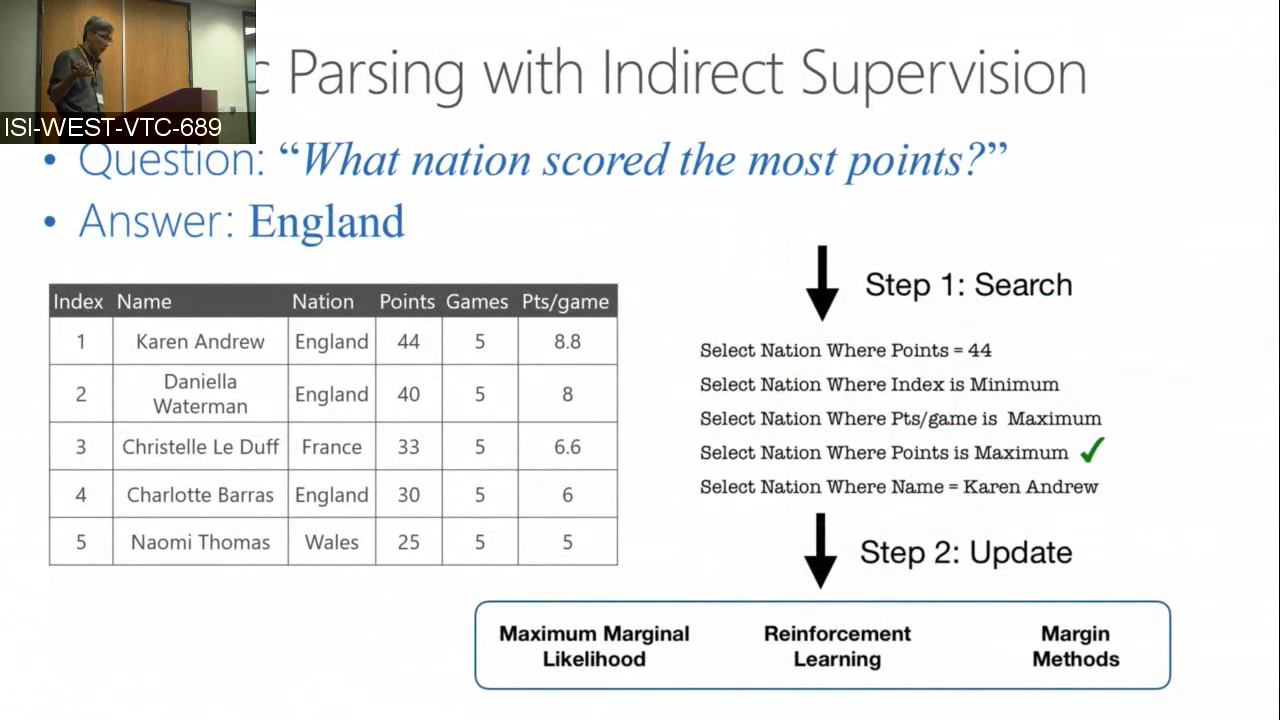 c Parsing with Indirect Supervision
ISI-WEST-VTC-689
• Question: “What nation scored the most points?”
• Answer: England
Index Name Nation Points Games Pts/game
1 Karen Andrew England 44 5 8.8
2 Daniella Waterman England 40 5 8
3 Christelle Le Duff France 33 5 6.6
4 Charlotte Barras England 30 5 6
5 Naomi Thomas Wales 25 5 5
Step 1: Search
Select Nation Where Points = 44
Select Nation Where Index is Minimum
Select Nation Where Pts/game is Maximum
Select Nation Where Points is Maximum ✓
Select Nation Where Name = Karen Andrew
Step 2: Update
Maximum Marginal
Likelihood
Reinforcement
Learning
Margin
Methods